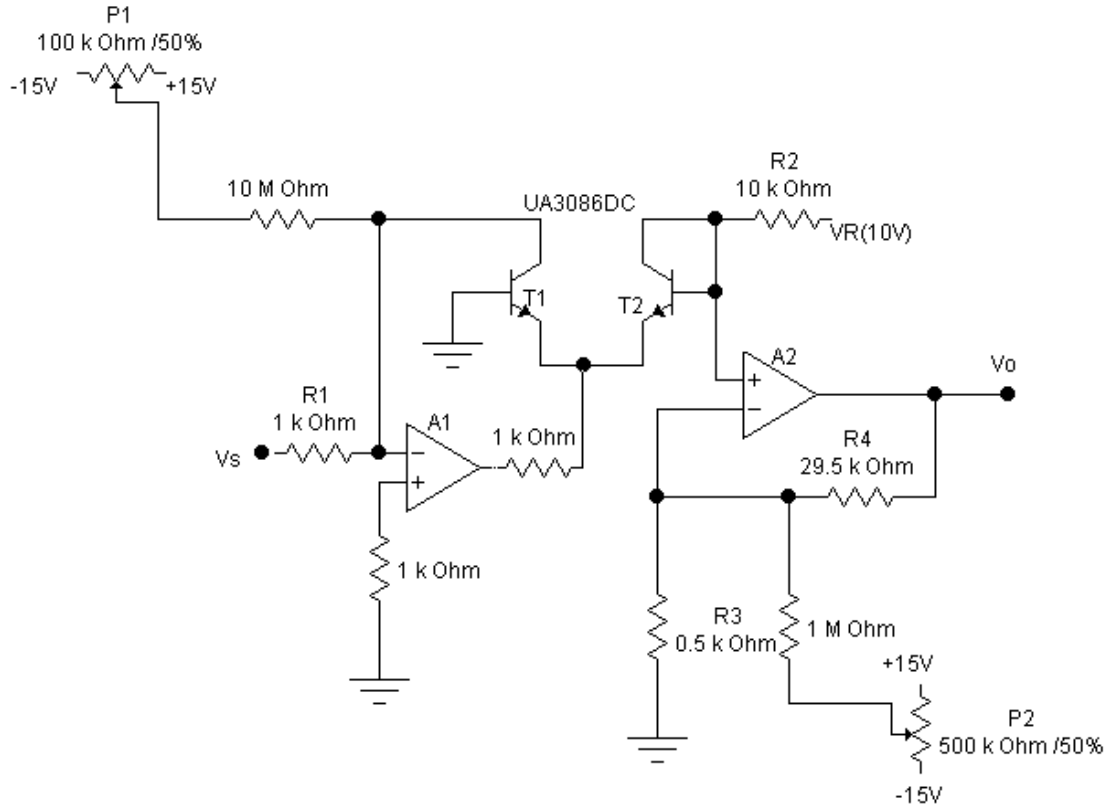 P1
100 k Ohm /50%
-15V
+15V
R2
10 k Ohm
10 M Ohm
UA3086DC
VR(10V)
T1
T2
A2
Vo
R1
1 k Ohm
A1
1 k Ohm
R4
29.5 k Ohm
Vs
1 k Ohm
R3
0.5 k Ohm
1 M Ohm
+15V
P2
500 k Ohm /50%
-15V